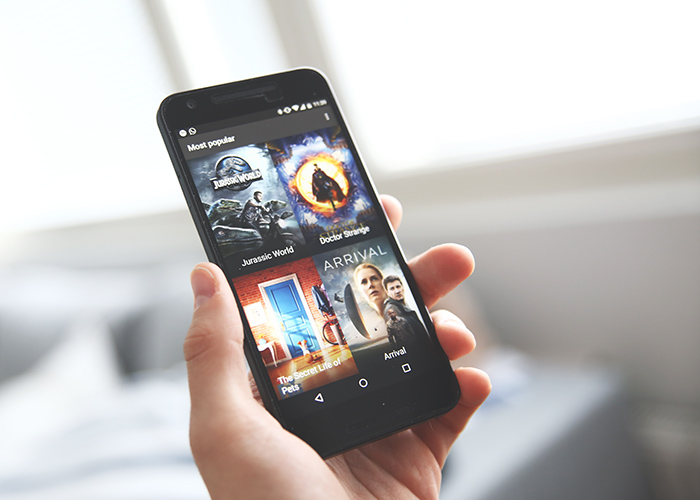 Most popular
JURASSIC WORLD
Jurassic World
Doctor Strange
ARRIVAL
The Secret Life of
Pets
Arrival